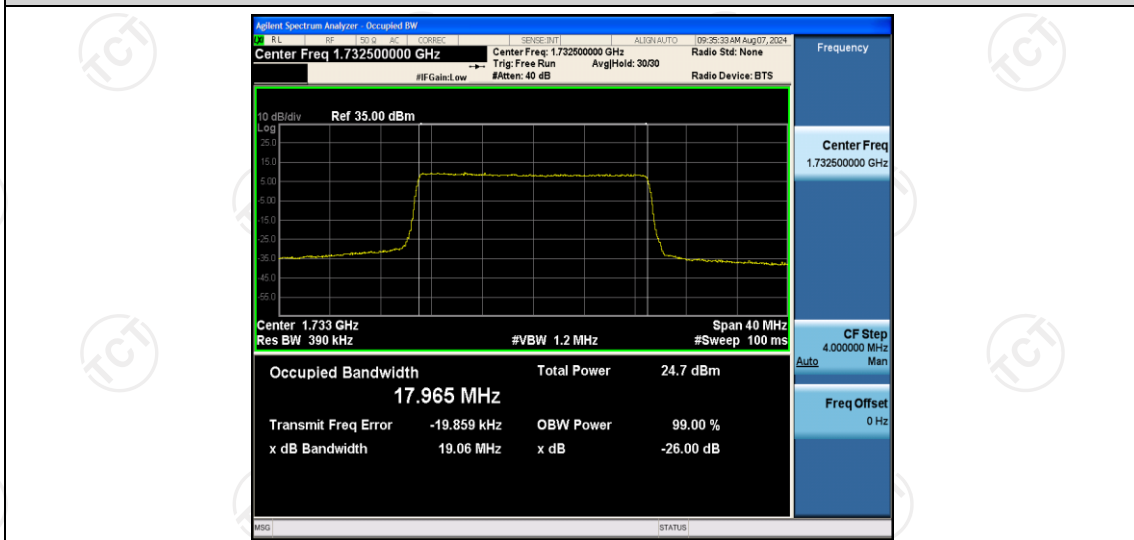 Agilent Spectrum Analyzer - Occupied BW
RL RF 50 Ω AC CORREC SENSE:INT ALIGN AUTO 09:35:33 AM Aug 07, 2024
Center Freq 1.732500000 GHz
Center Freq: 1.732500000 GHz Radio Std: None
Trig: Free Run Avg|Hold: 30/30
#IFGain:Low #Atten: 40 dB Radio Device: BTS
Frequency
10 dB/div Ref 35.00 dBm
Log
25.0
15.0
5.00
-5.00
-15.0
-25.0
-35.0
-45.0
-55.0
Center 1.733 GHz Span 40 MHz
Res BW 390 kHz #VBW 1.2 MHz #Sweep 100 ms
Center Freq
1.732500000 GHz
CF Step
4.000000 MHz
Auto Man
Freq Offset
0 Hz
Occupied Bandwidth Total Power 24.7 dBm
17.965 MHz
Transmit Freq Error -19.859 kHz OBW Power 99.00 %
x dB Bandwidth 19.06 MHz x dB -26.00 dB
MSG STATUS
TCT
TCT
TCT
TCT